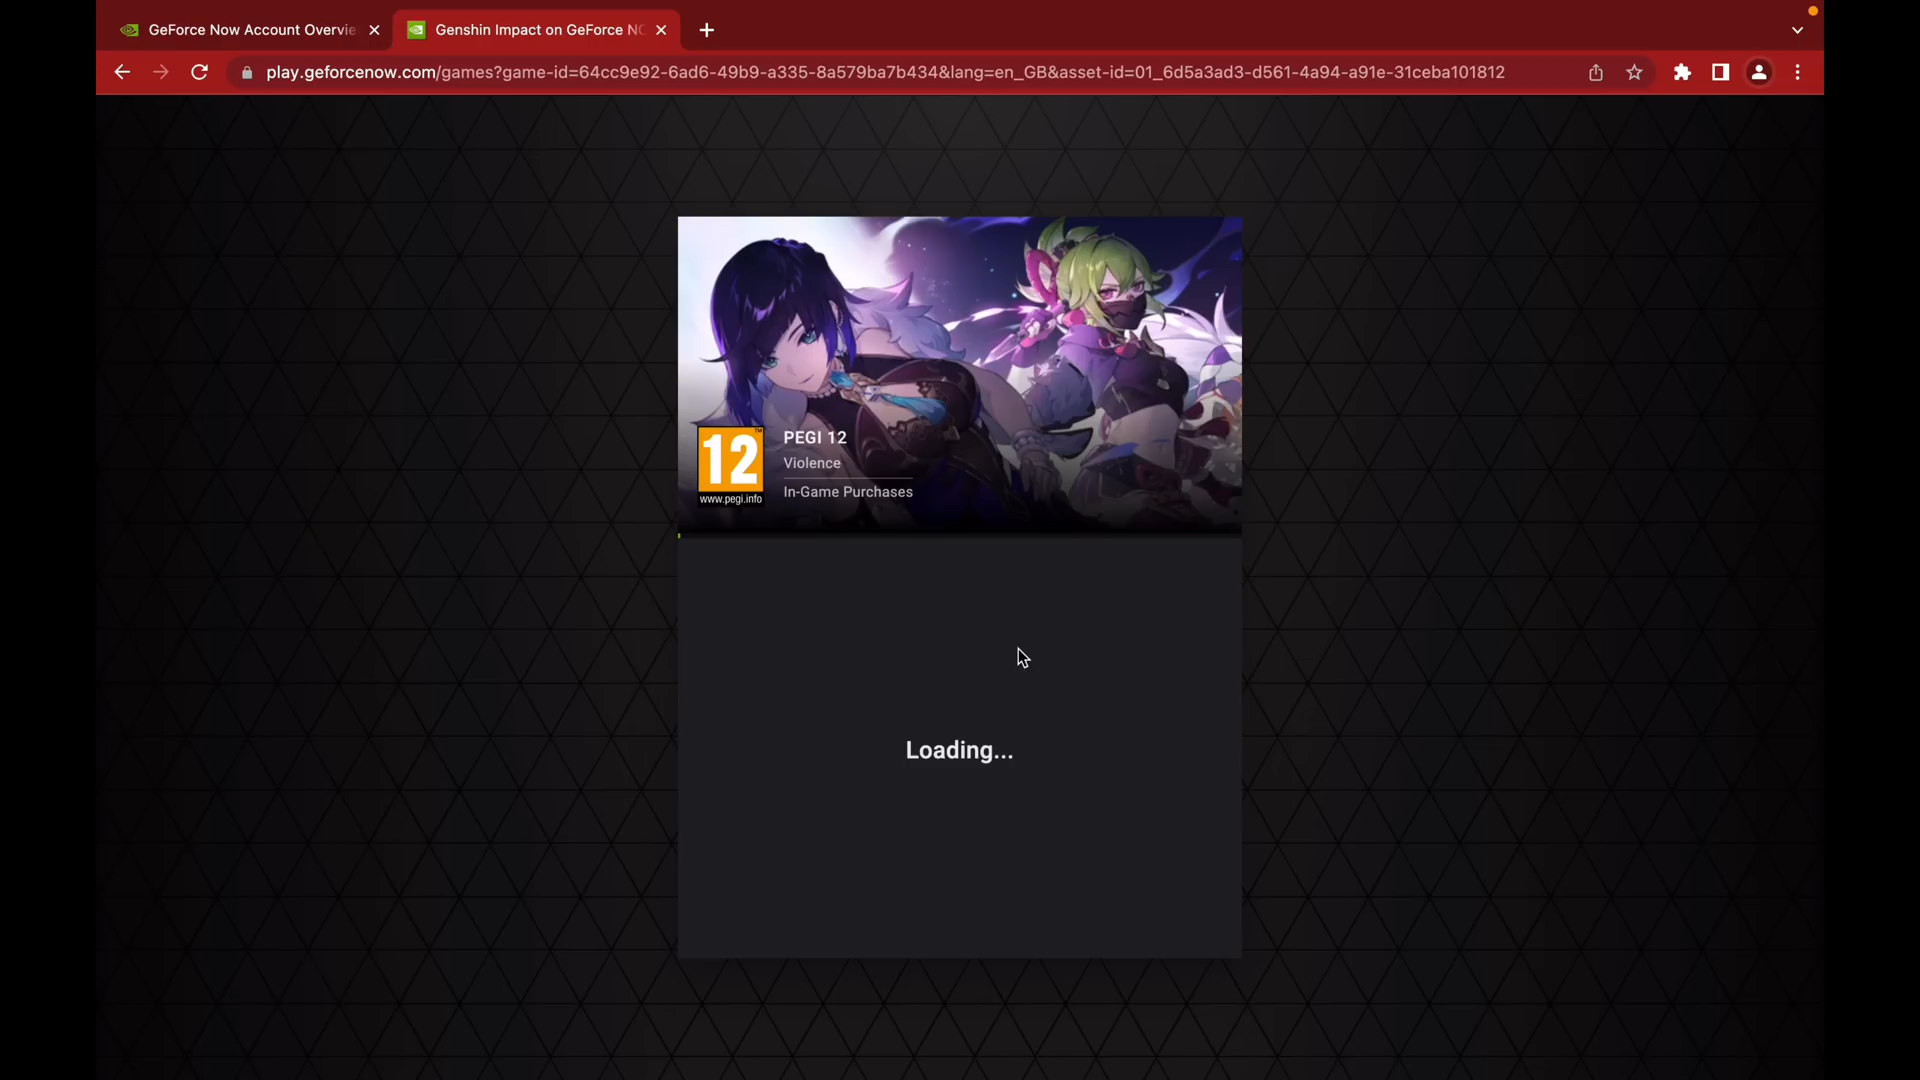 GeForce Now Account Overvie
Genshin Impact on GeForce NO
play.geforcenow.com/games?game-id=64cc9e92-6ad6-49b9-a335-8a579ba7b434&lang=en_GB&asset-id=01_6d5a3ad3-d561-4a94-a91e-31ceba101812
12
www.pegi.info
PEGI 12
Violence
In-Game Purchases
Loading...